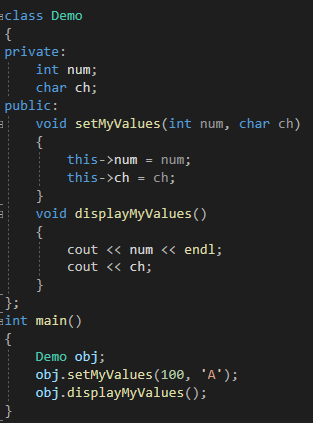 class Demo
{
private:
    int num;
    char ch;
public:
    void setMyValues(int num, char ch)
    {
        this->num = num;
        this->ch = ch;
    }
    void displayMyValues()
    {
        cout << num << endl;
        cout << ch;
    }
};
int main()
{
    Demo obj;
    obj.setMyValues(100, 'A');
    obj.displayMyValues();
}